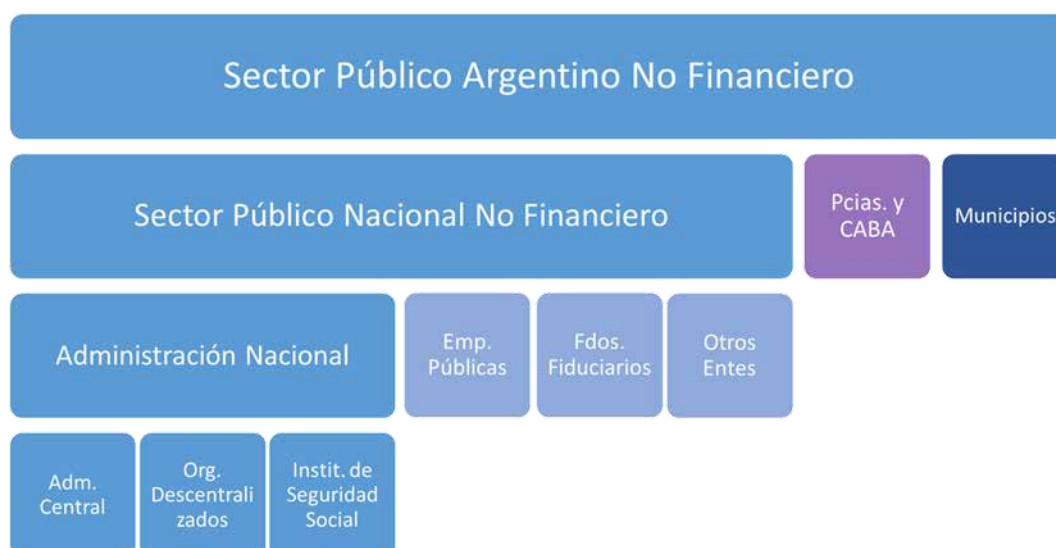 Sector Público Argentino No Financiero
Sector Público Nacional No Financiero
Pcias. y
CABA
Municipios
Administración Nacional
Emp.
Públicas
Fdos.
Fiduciarios
Otros
Entes
Adm.
Central
Org.
Descentrali
zados
Instit. de
Seguridad
Social